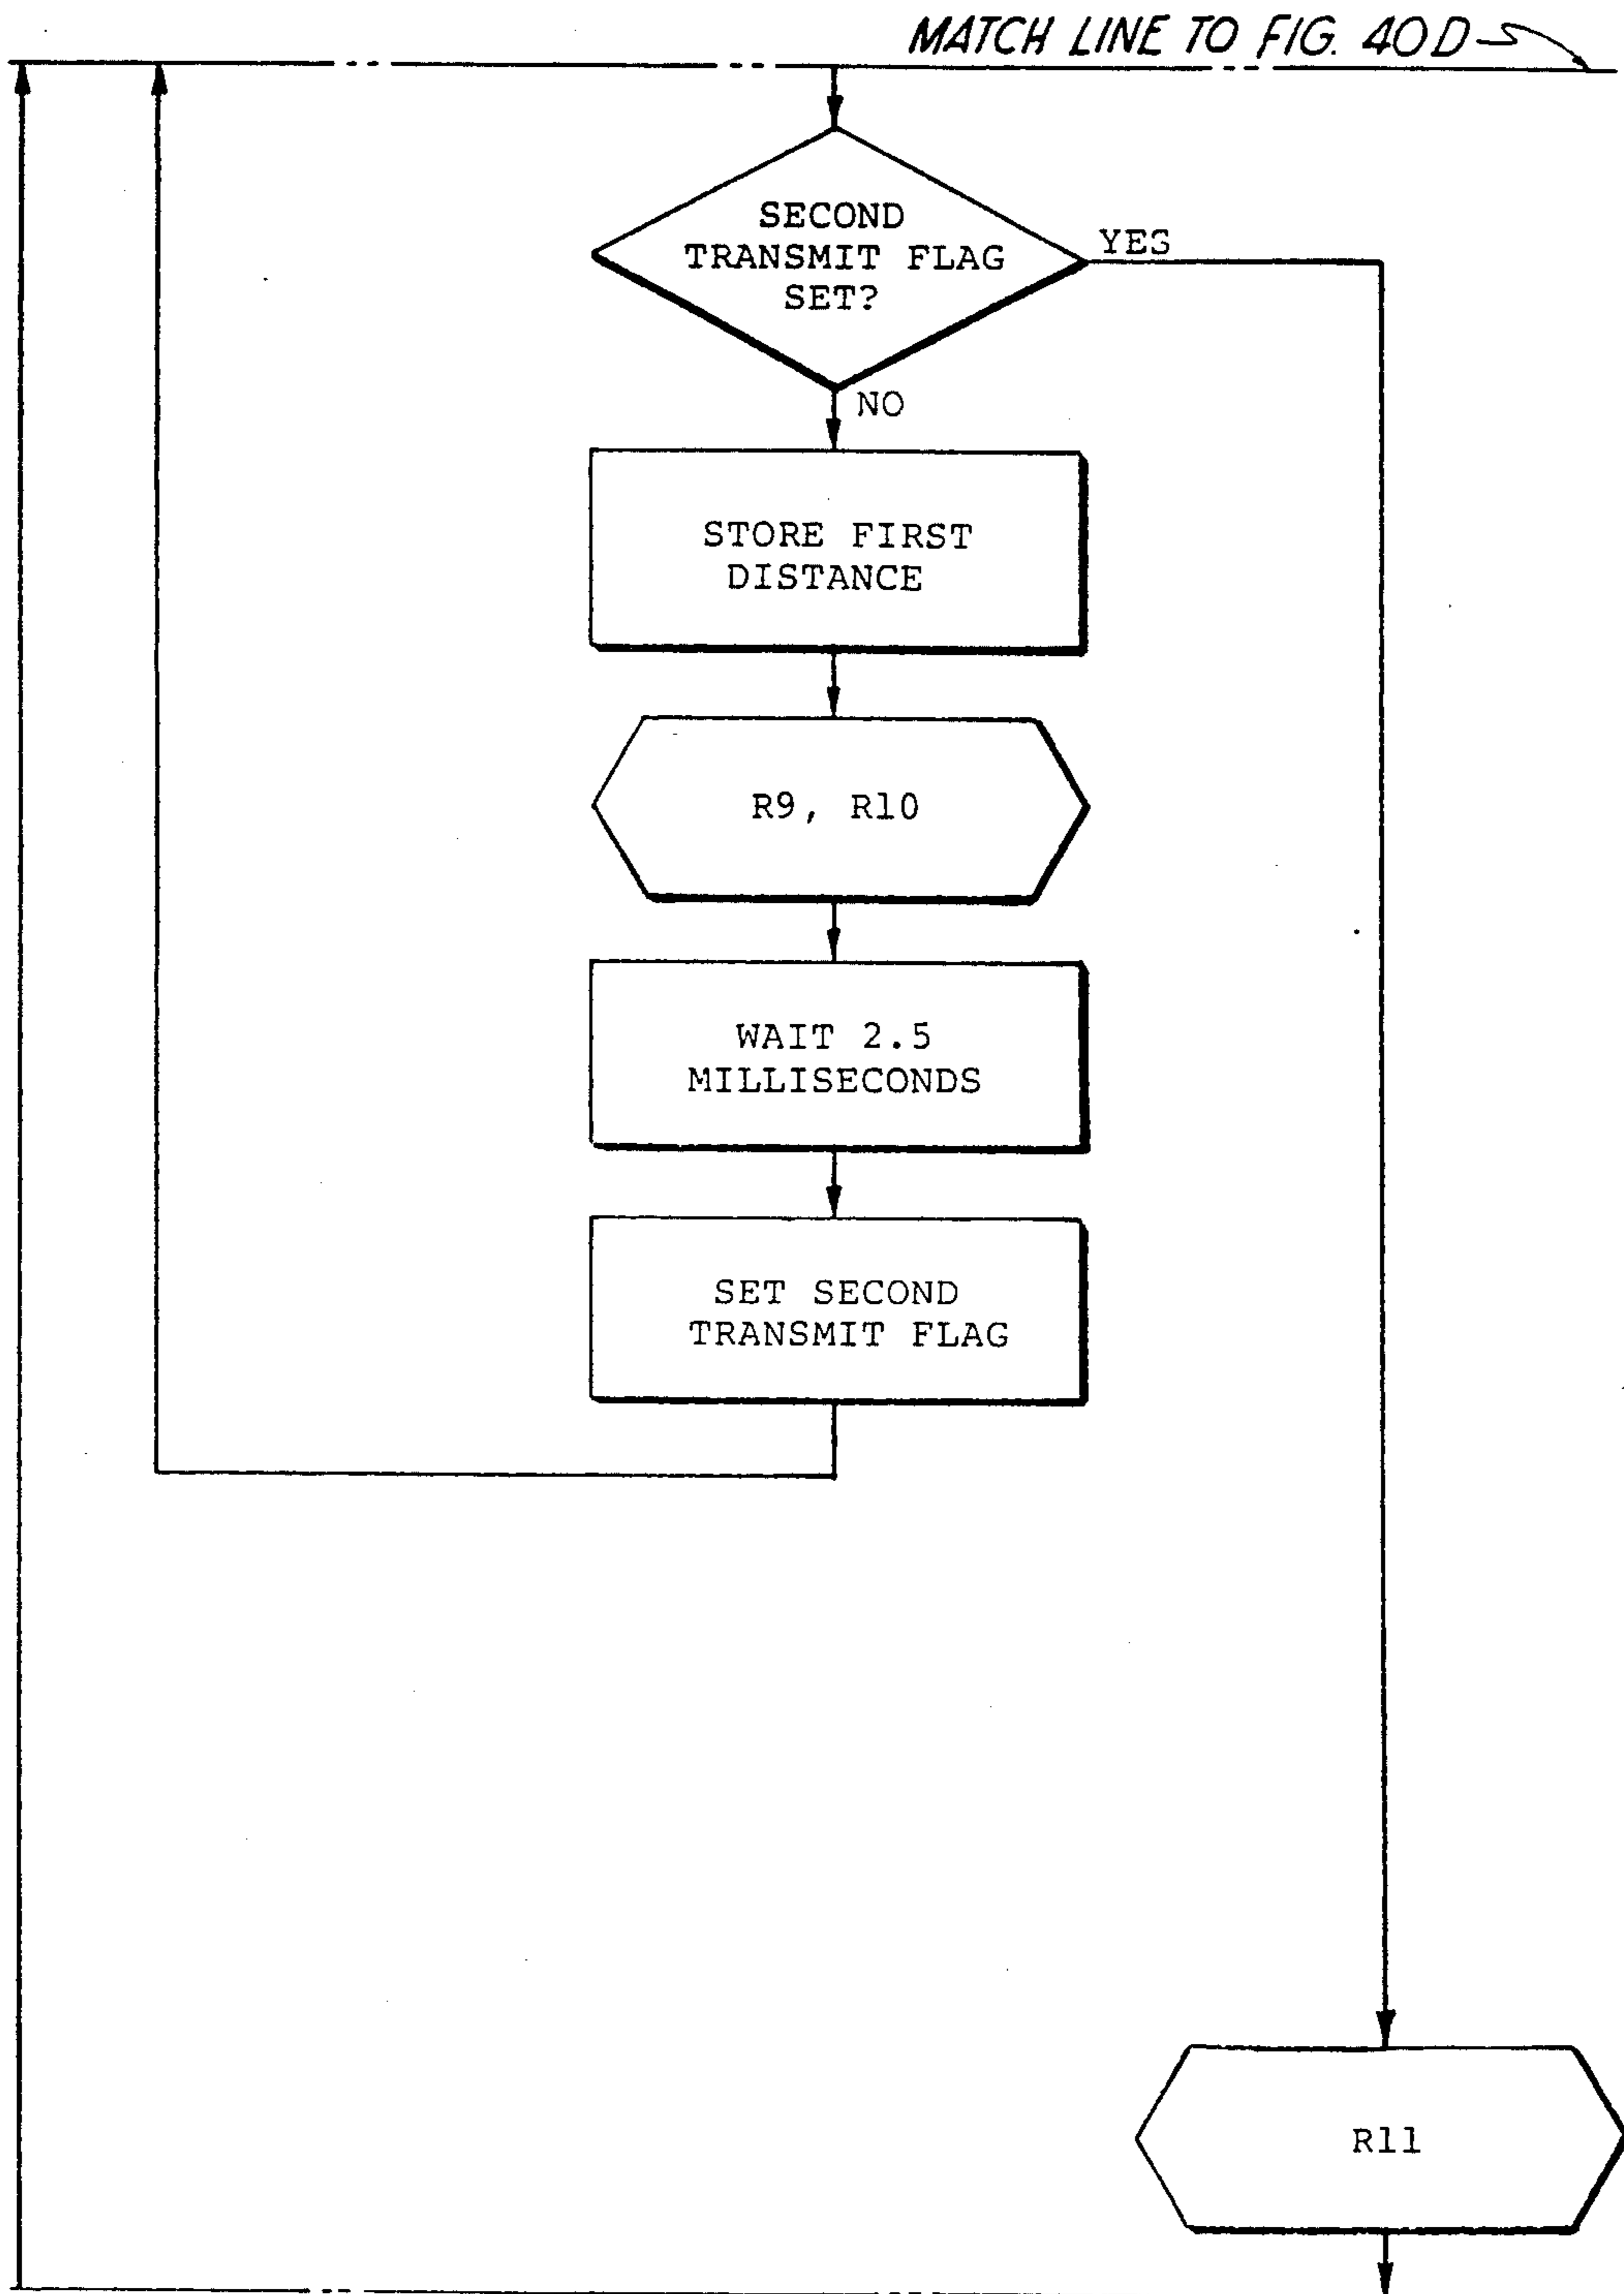 MATCH LINE TO FIG. 40D
SECOND
TRANSMIT FLAG
SET?
YES
NO
STORE FIRST
DISTANCE
R9, R10
WAIT 2.5
MILLISECONDS
SET SECOND
TRANSMIT FLAG
R11